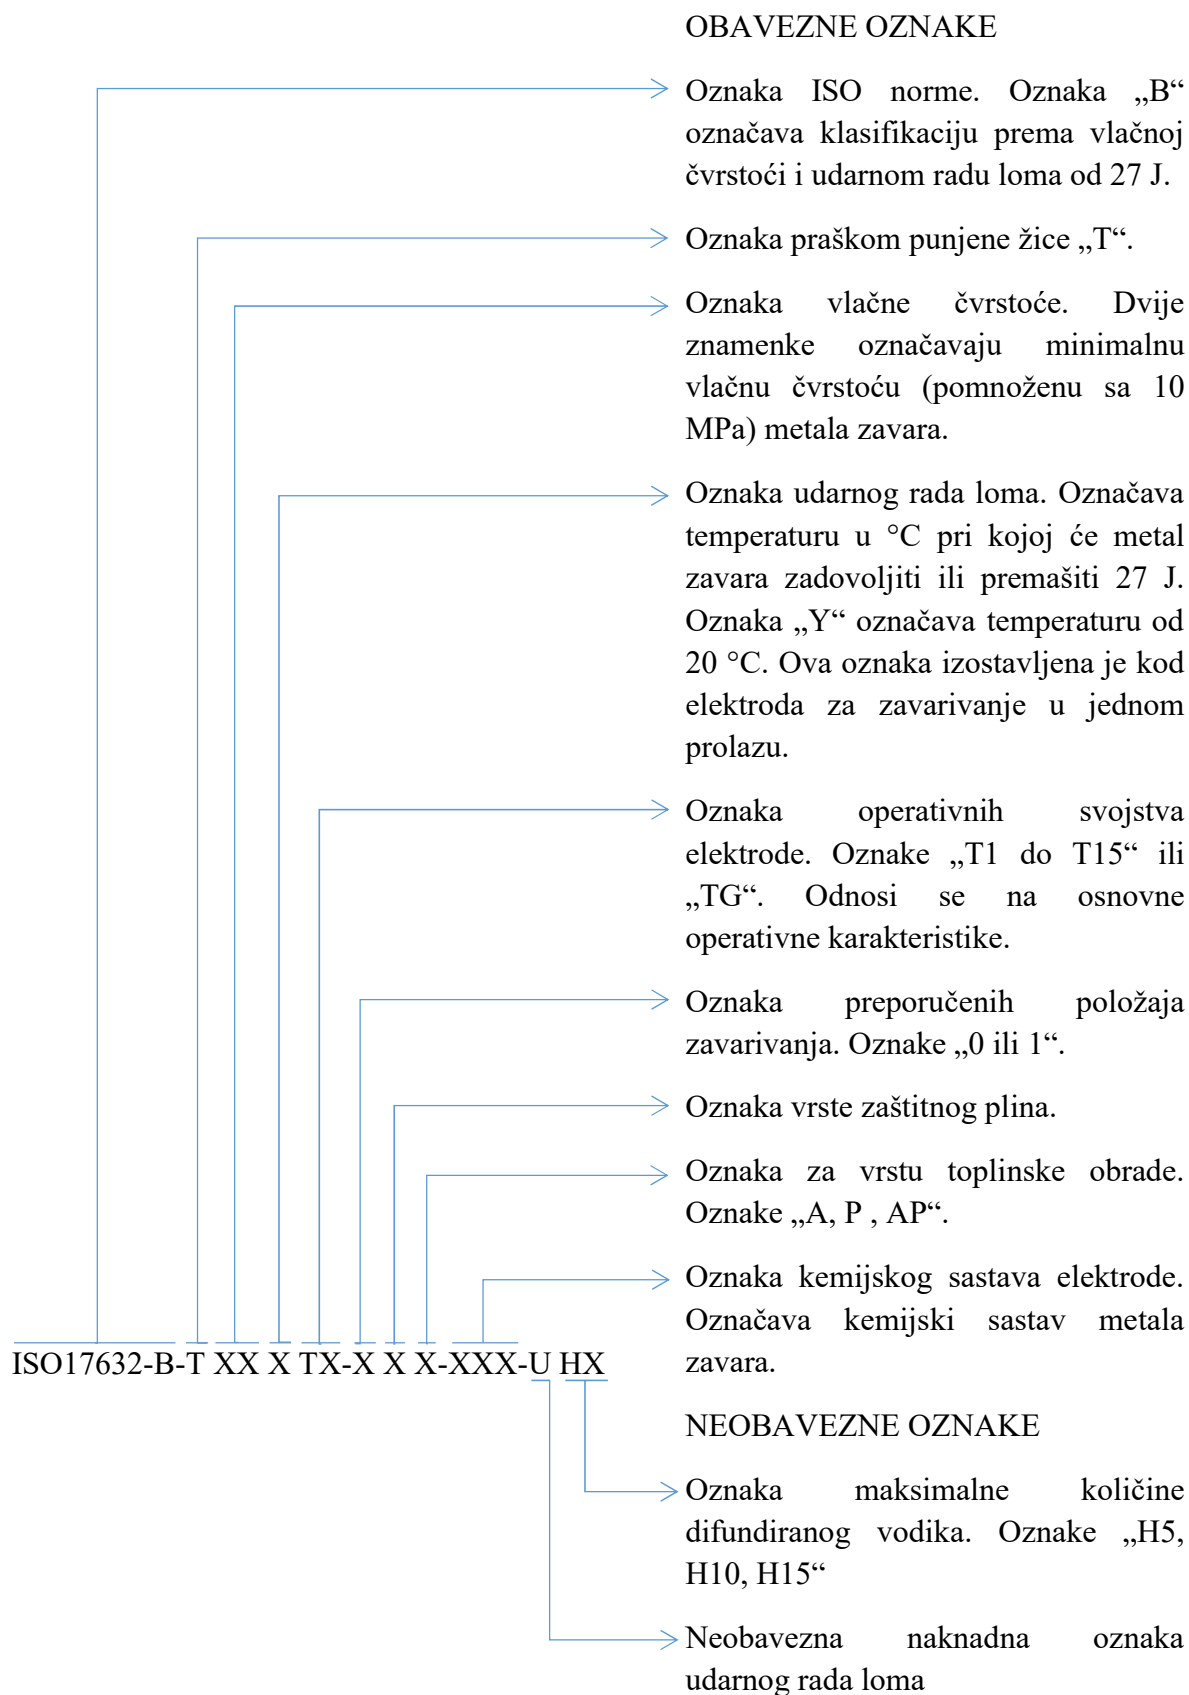 OBAVEZNE OZNAKE
Oznaka ISO norme. Oznaka „B“
označava klasifikaciju prema vlačnoj
čvrstoći i udarnom radu loma od 27 J.
Oznaka praškom punjene žice „T“.
Oznaka vlačne čvrstoće. Dvije
znamenke označavaju minimalnu
vlačnu čvrstoću (pomnoženu sa 10
MPa) metala zavara.
Oznaka udarnog rada loma. Označava
temperaturu u °C pri kojoj će metal
zavara zadovoljiti ili premašiti 27 J.
Oznaka „Y“ označava temperaturu od
20 °C. Ova oznaka izostavljena je kod
elektroda za zavarivanje u jednom
prolazu.
Oznaka operativnih svojstva
elektrode. Oznake „T1 do T15“ ili
„TG“. Odnosi se na osnovne
operativne karakteristike.
Oznaka preporučenih položaja
zavarivanja. Oznake „0 ili 1“.
Oznaka vrste zaštitnog plina.
Oznaka za vrstu toplinske obrade.
Oznake „A, P , AP“.
Oznaka kemijskog sastava elektrode.
Označava kemijski sastav metala
zavara.
ISO17632-B-T XX X TX-X X X-XXX-U HX
NEOBAVEZNE OZNAKE
Oznaka maksimalne količine
difundiranog vodika. Oznake „H5,
H10, H15“
Neobavezna naknadna oznaka
udarnog rada loma